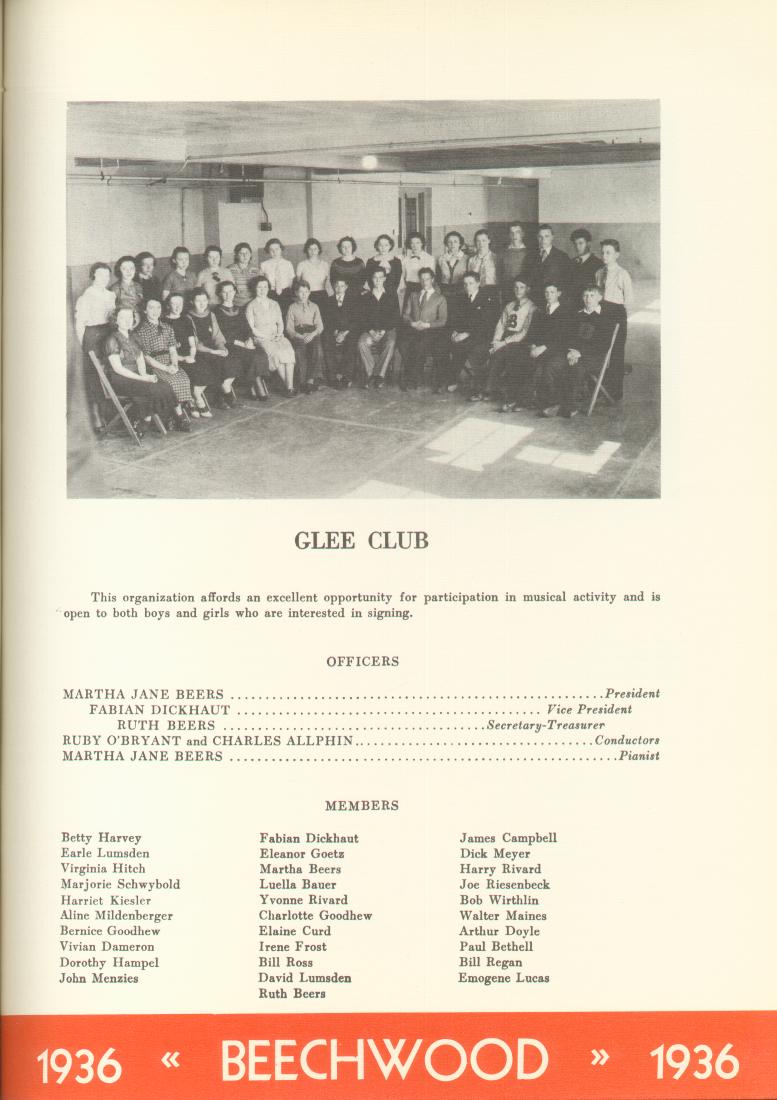 B
GLEE CLUB
This organization affords an excellent opportunity for participation in musical activity and is
open to both boys and girls who are interested in signing.
OFFICERS
MARTHA JANE BEERS ......................................................President
FABIAN DICKHAUT ............................................ Vice President
RUTH BEERS ......................................Secretary-Treasurer
RUBY O'BRYANT and CHARLES ALLPHIN..................................Conductors
MARTHA JANE BEERS ........................................................Pianist
MEMBERS
Betty Harvey
Earle Lumsden
Virginia Hitch
Marjorie Schwybold
Harriet Kiesler
Aline Mildenberger
Bernice Goodhew
Vivian Dameron
Dorothy Hampel
John Menzies
Fabian Dickhaut
Eleanor Goetz
Martha Beers
Luella Bauer
Yvonne Rivard
Charlotte Goodhew
Elaine Curd
Irene Frost
Bill Ross
David Lumsden
Ruth Beers
James Campbell
Dick Meyer
Harry Rivard
Joe Riesenbeck
Bob Wirthlin
Walter Maines
Arthur Doyle
Paul Bethell
Bill Regan
Emogene Lucas
1936 « BEECHWOOD » 1936